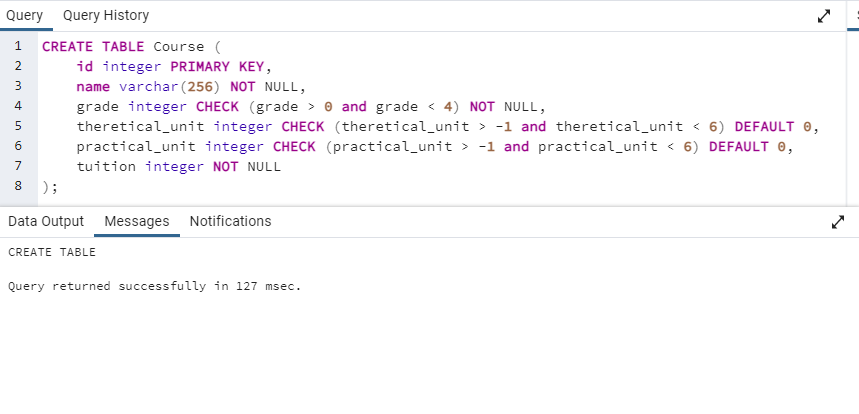 Query Query History
1 CREATE TABLE Course (
2 id integer PRIMARY KEY,
3 name varchar(256) NOT NULL,
4 grade integer CHECK (grade > 0 and grade < 4) NOT NULL,
5 theretical_unit integer CHECK (theretical_unit > -1 and theretical_unit < 6) DEFAULT 0,
6 practical_unit integer CHECK (practical_unit > -1 and practical_unit < 6) DEFAULT 0,
7 tuition integer NOT NULL
8 );
Data Output Messages Notifications
CREATE TABLE
Query returned successfully in 127 msec.